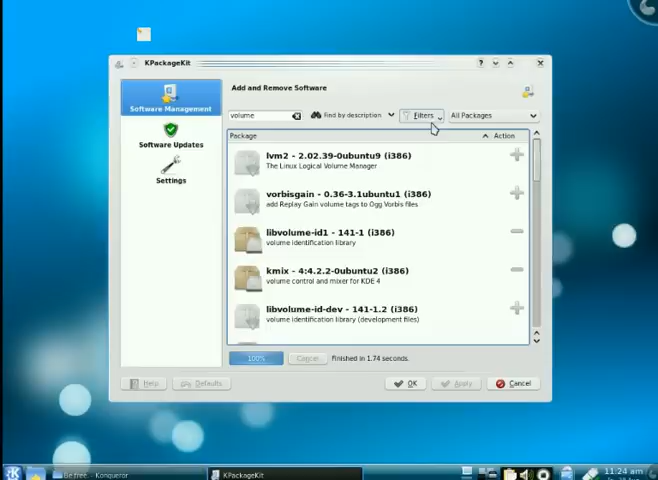 KPackageKit
Add and Remove Software
Software Management
Software Updates
Settings
volume
Find by description
Filters
All Packages
Package
Action
lvm2 - 2.02.39-0ubuntu9 (i386)
The Linux Logical Volume Manager
vorbisgain - 0.36-3.1ubuntu1 (i386)
add Replay Gain volume tags to Ogg Vorbis files
libvolume-id1 - 141-1 (i386)
volume identification library
kmix - 4:4.2.2-0ubuntu2 (i386)
volume control and mixer for KDE 4
libvolume-id-dev - 141-1.2 (i386)
volume identification library (development files)
100%
Cancel
Finished in 1.74 seconds.
Help
Defaults
OK
Apply
Cancel
Be free. - Konqueror
KPackageKit
11:24 am